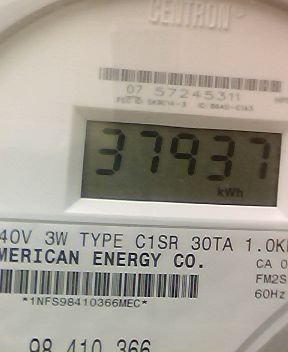 CENTRON®
07 57245311
37937
kWh
40V 3W TYPE C1SR 30TA 1.0K
MERICAN ENERGY CO.
CA 0
FM2S
60Hz
*1NFS98410366MEC*
98 410 366